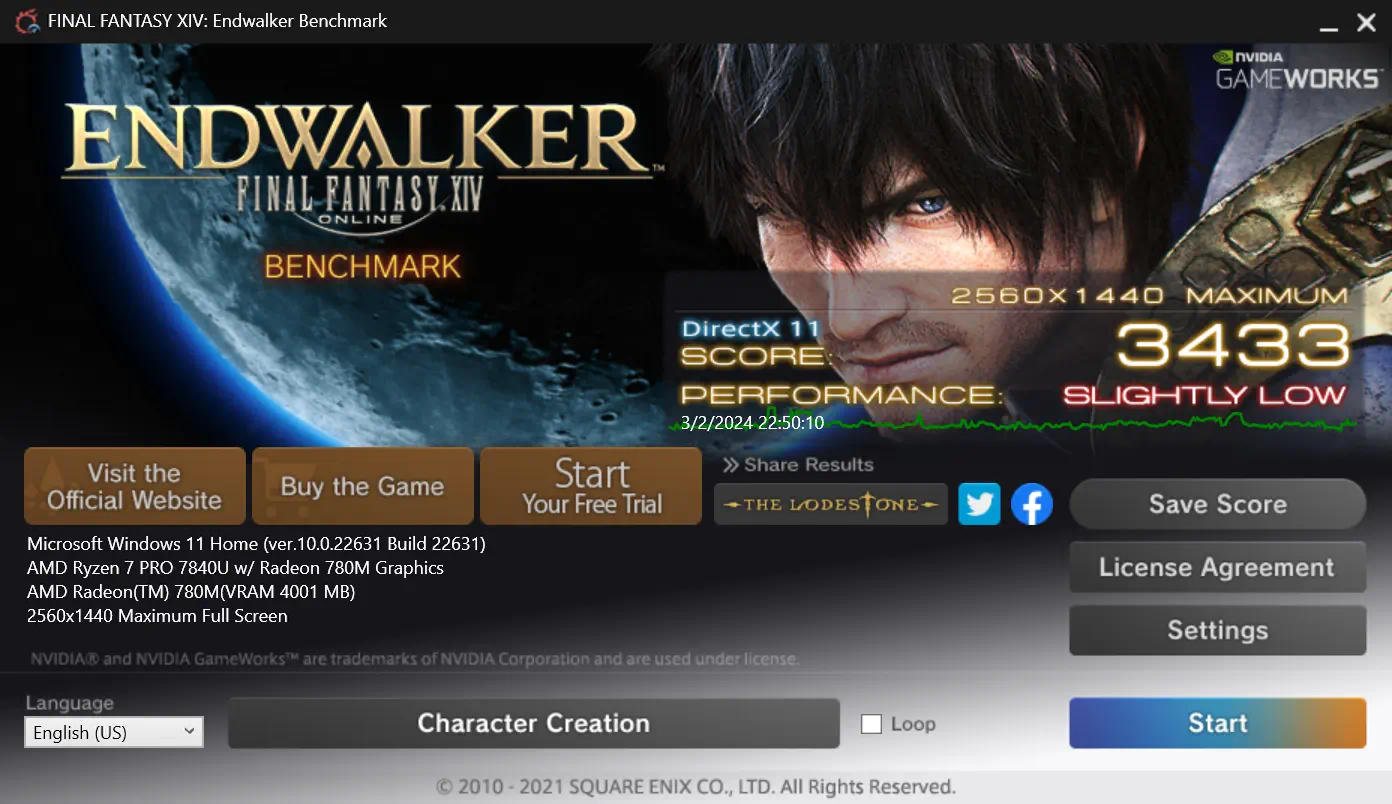 FINAL FANTASY XIV: Endwalker Benchmark
NVIDIA
GAMEWORKS
ENDWALKER™
FINAL FANTASY XIV
ONLINE
BENCHMARK
2560X1440 MAXIMUM
DirectX 11
SCORE: 3433
PERFORMANCE: SLIGHTLY LOW
3/2/2024 22:50:10
Visit the
Official Website
Buy the Game
Start
Your Free Trial
Share Results
THE LODESTONE
Save Score
Microsoft Windows 11 Home (ver.10.0.22631 Build 22631)
AMD Ryzen 7 PRO 7840U w/ Radeon 780M Graphics
AMD Radeon(TM) 780M(VRAM 4001 MB)
2560x1440 Maximum Full Screen
License Agreement
Settings
NVIDIA® and NVIDIA GameWorks™ are trademarks of NVIDIA Corporation and are used under license.
Language
English (US)
Character Creation
Loop
Start
© 2010 - 2021 SQUARE ENIX CO., LTD. All Rights Reserved.